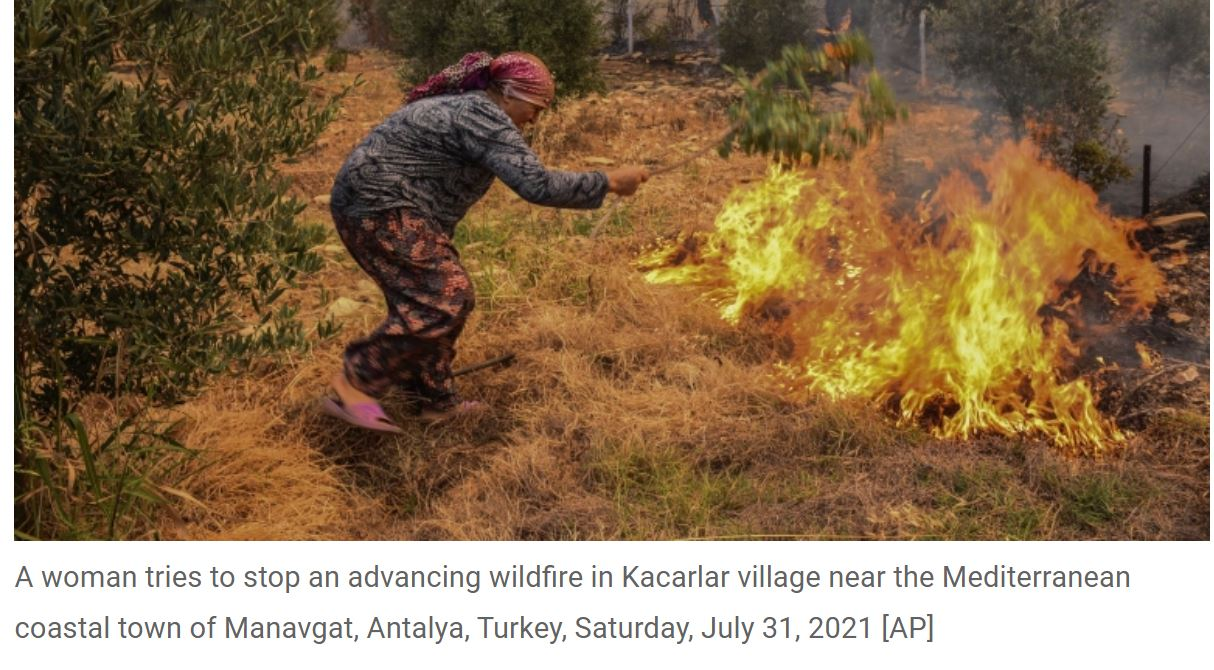 A woman tries to stop an advancing wildfire in Kacarlar village near the Mediterranean
coastal town of Manavgat, Antalya, Turkey, Saturday, July 31, 2021 [AP]